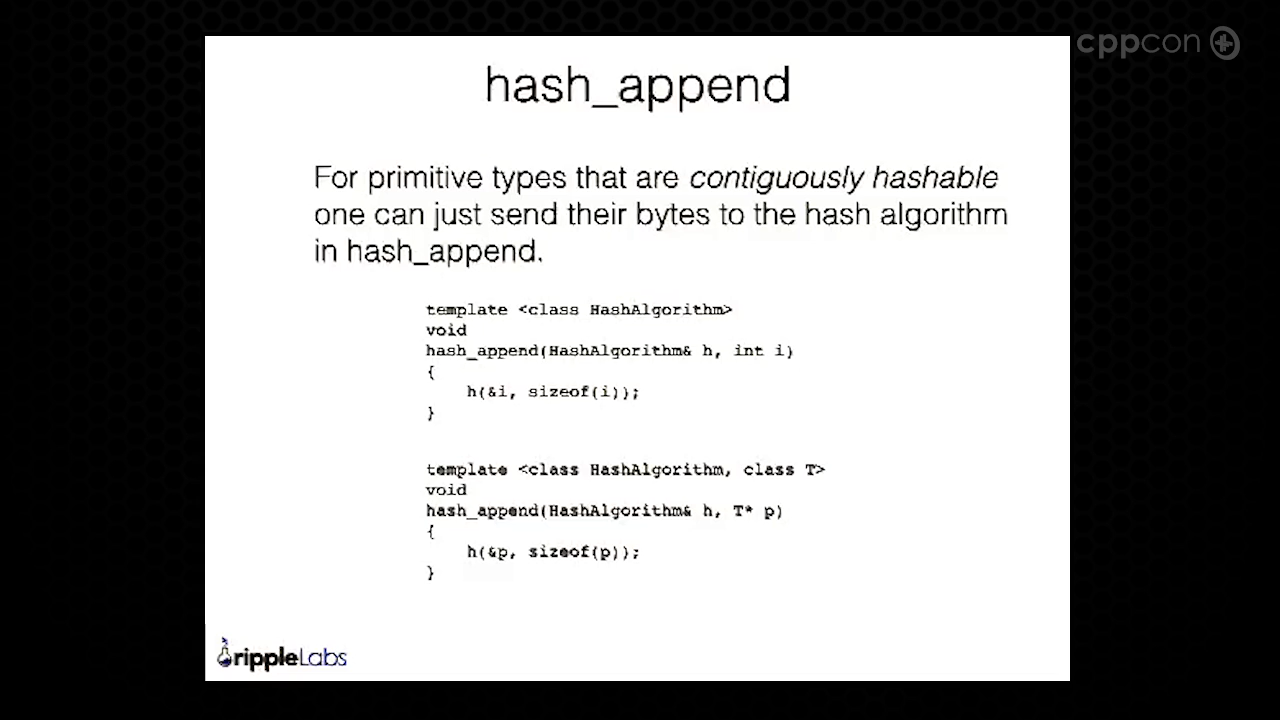 cppcon
hash_append
For primitive types that are contiguously hashable
one can just send their bytes to the hash algorithm
in hash_append.
template <class HashAlgorithm>
void
hash_append(HashAlgorithm& h, int i)
{
    h(&i, sizeof(i));
}
template <class HashAlgorithm, class T>
void
hash_append(HashAlgorithm& h, T* p)
{
    h(&p, sizeof(p));
}
rippleLabs